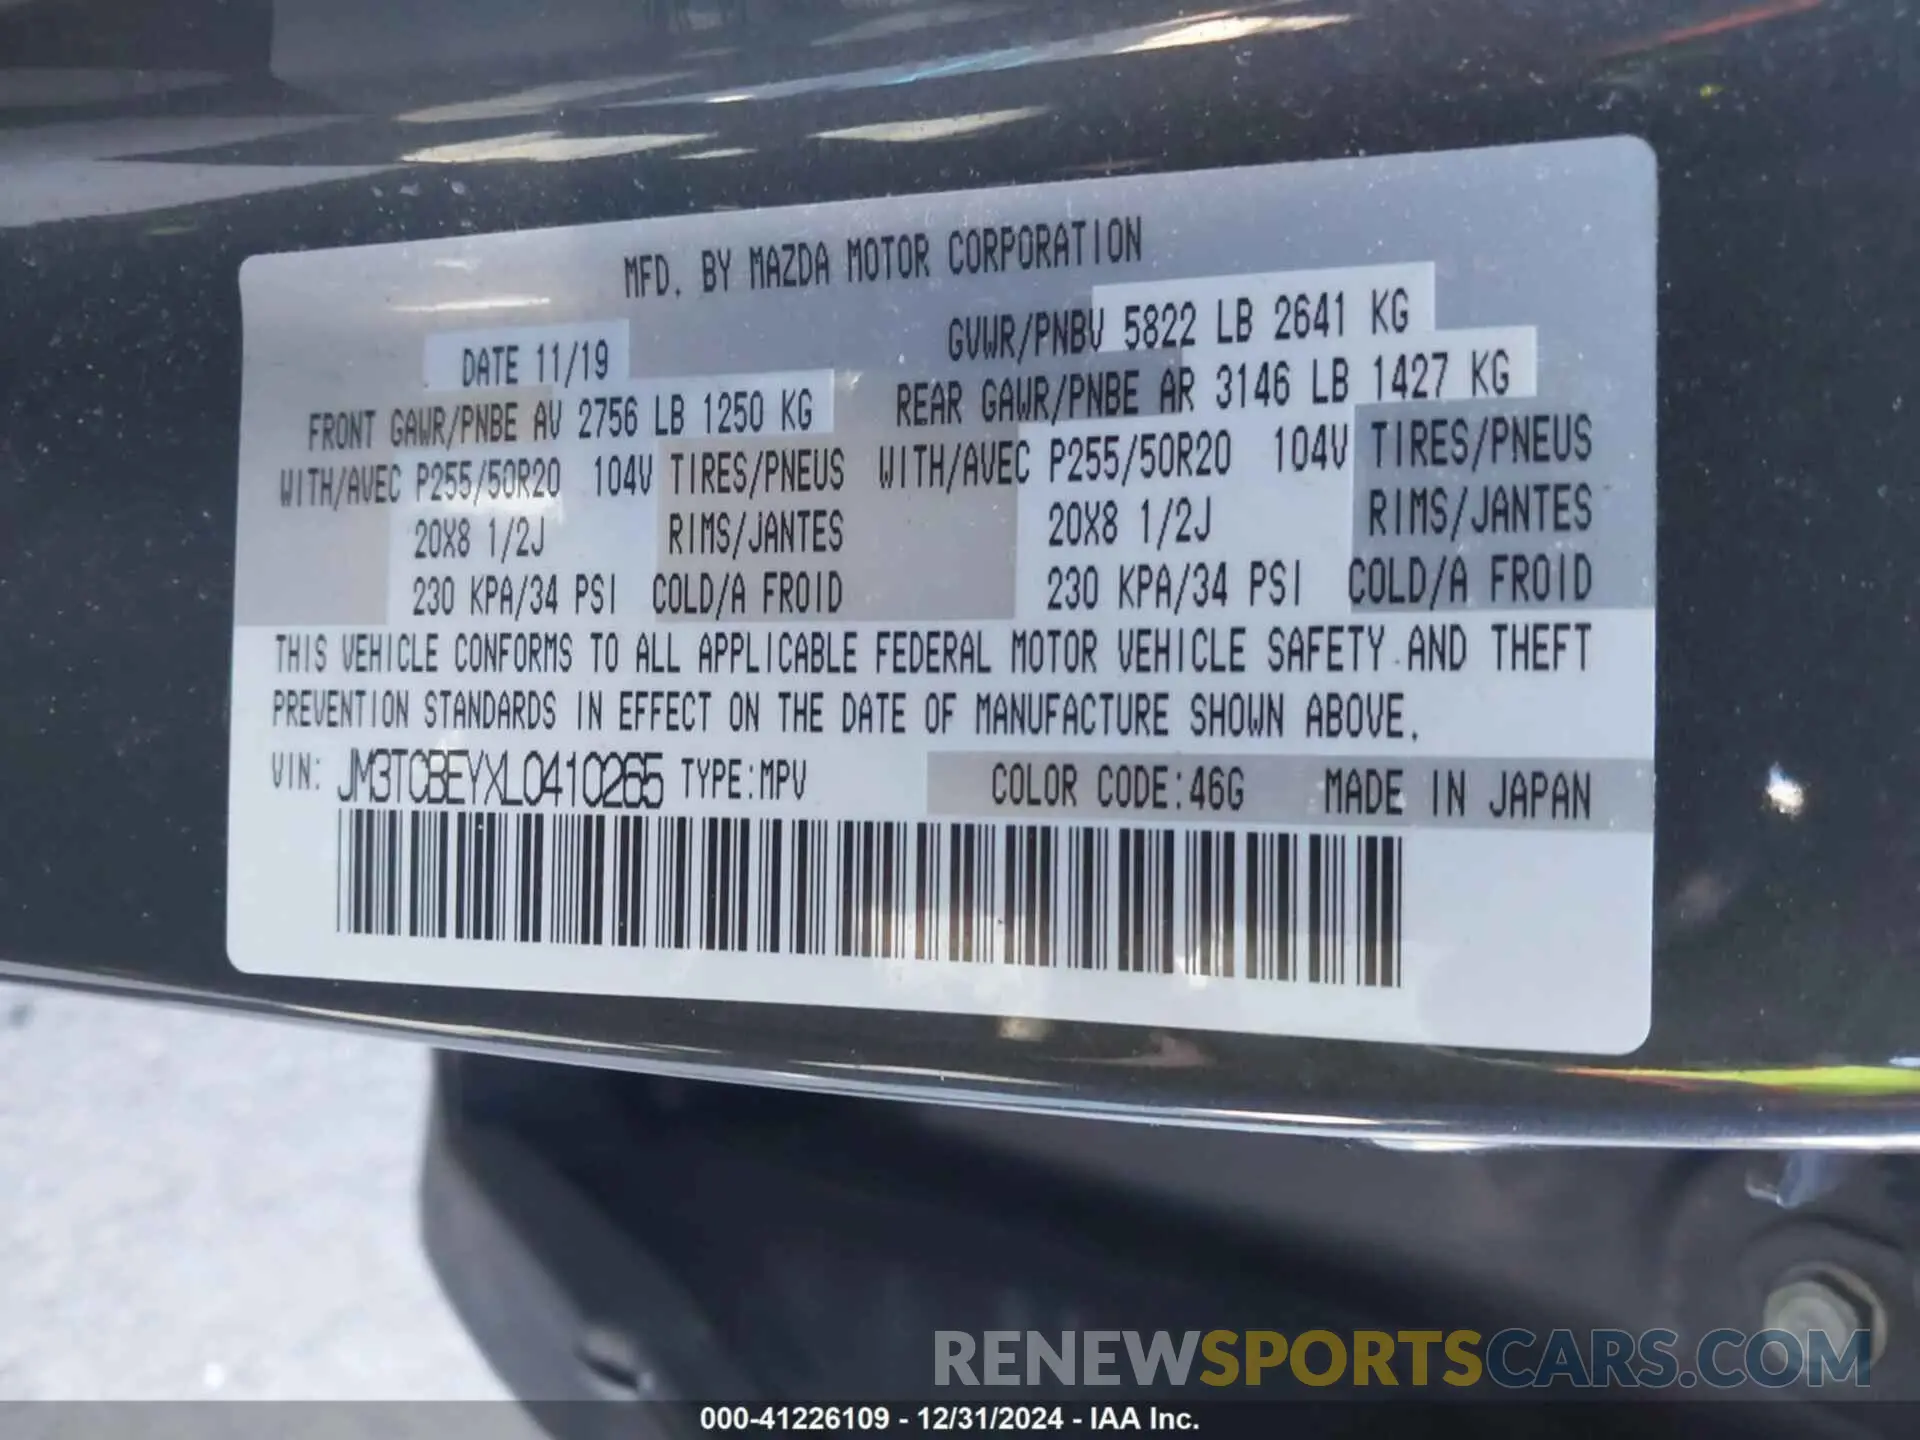 MFD. BY MAZDA MOTOR CORPORATION
DATE 11/19
GVWR/PNBV 5822 LB 2641 KG
FRONT GAWR/PNBE AV 2756 LB 1250 KG
REAR GAWR/PNBE AR 3146 LB 1427 KG
WITH/AVEC P255/50R20 104V TIRES/PNEUS
WITH/AVEC P255/50R20 104V TIRES/PNEUS
20X8 1/2J RIMS/JANTES
20X8 1/2J RIMS/JANTES
230 KPA/34 PSI COLD/A FROID
230 KPA/34 PSI COLD/A FROID
THIS VEHICLE CONFORMS TO ALL APPLICABLE FEDERAL MOTOR VEHICLE SAFETY AND THEFT
PREVENTION STANDARDS IN EFFECT ON THE DATE OF MANUFACTURE SHOWN ABOVE.
VIN: JM3TCBEYXL0410265 TYPE:MPV COLOR CODE:46G MADE IN JAPAN
RENEWSPORTSCARS.COM
000-41226109 - 12/31/2024 - IAA Inc.